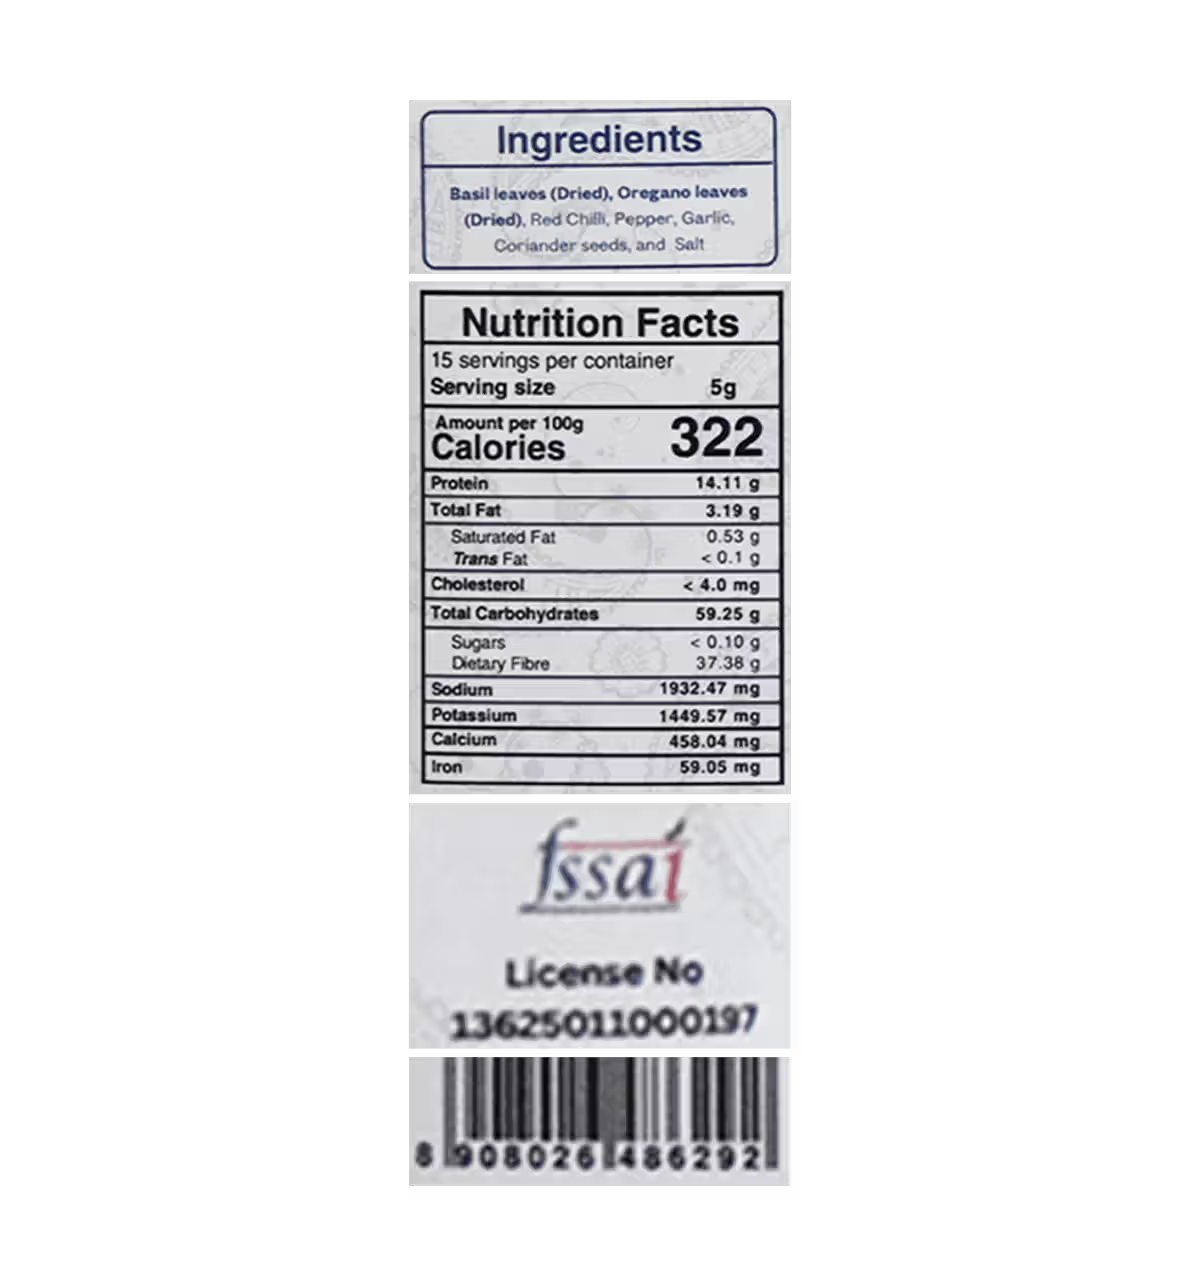 Ingredients
Basil leaves (Dried), Oregano leaves
(Dried), Red Chilli, Pepper, Garlic,
Coriander seeds, and Salt
Nutrition Facts
15 servings per container
Serving size 5g
Amount per 100g
Calories 322
Protein 14.11 g
Total Fat 3.19 g
Saturated Fat 0.53 g
Trans Fat < 0.1 g
Cholesterol < 4.0 mg
Total Carbohydrates 59.25 g
Sugars < 0.10 g
Dietary Fibre 37.38 g
Sodium 1932.47 mg
Potassium 1449.57 mg
Calcium 458.04 mg
Iron 59.05 mg
fssai
License No
13625011000197
8 908026 486292